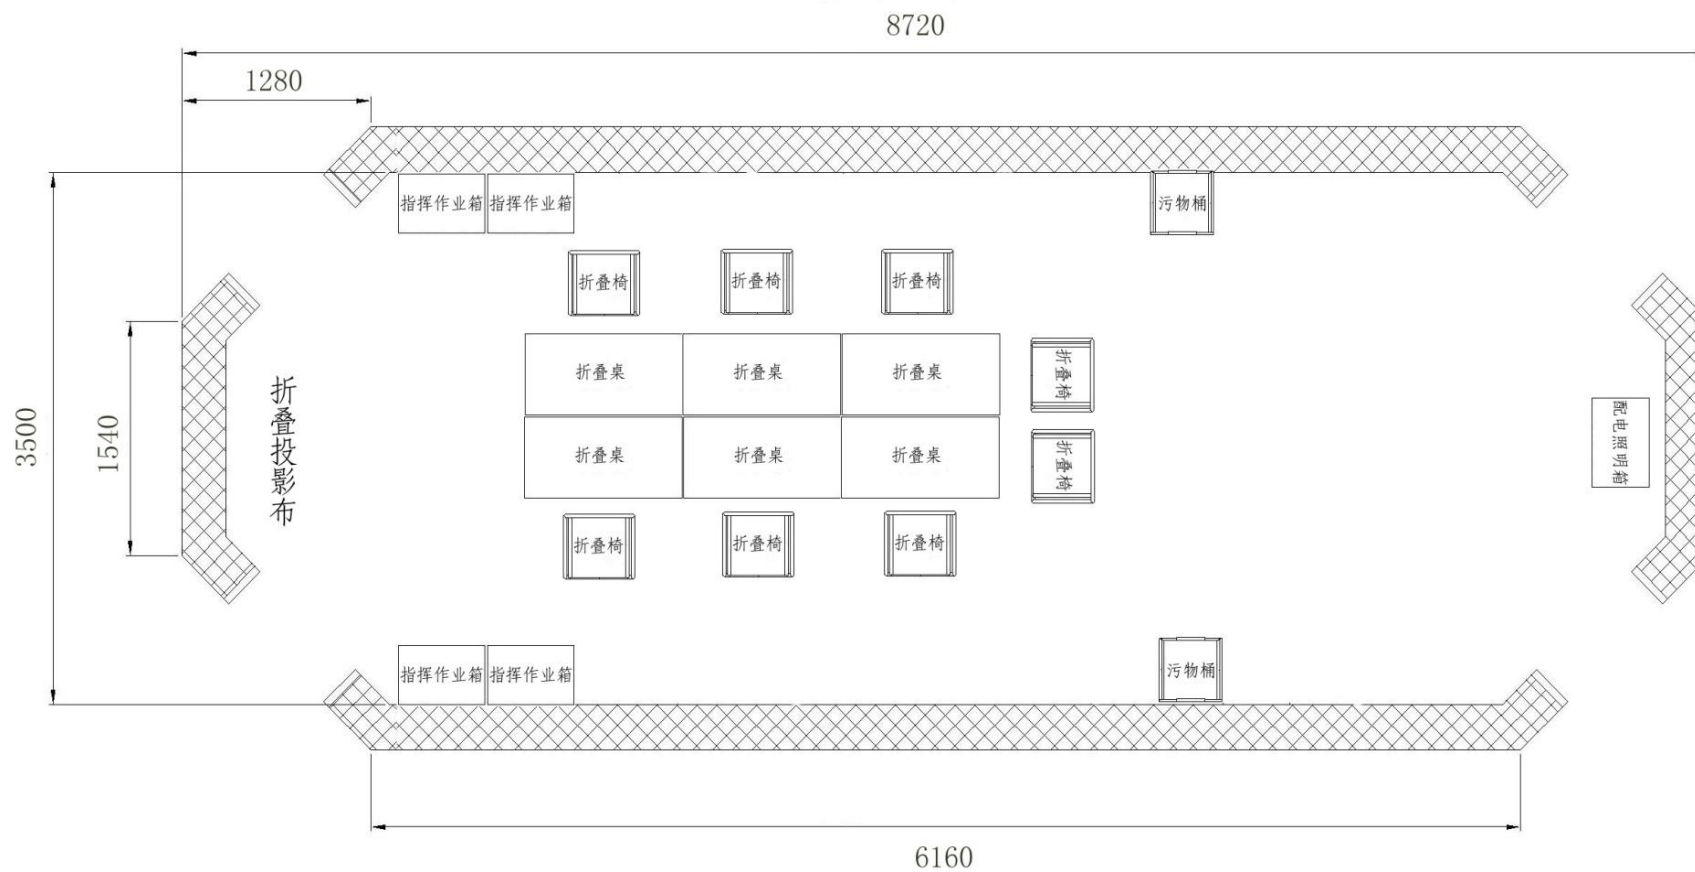 8720
1280
指挥作业箱 指挥作业箱 污物桶
折叠椅 折叠椅 折叠椅
折叠桌 折叠桌 折叠桌 折叠椅
3500 1540 折叠投影布 配电照明箱
折叠桌 折叠桌 折叠桌 折叠椅
折叠椅 折叠椅 折叠椅
指挥作业箱 指挥作业箱 污物桶
6160